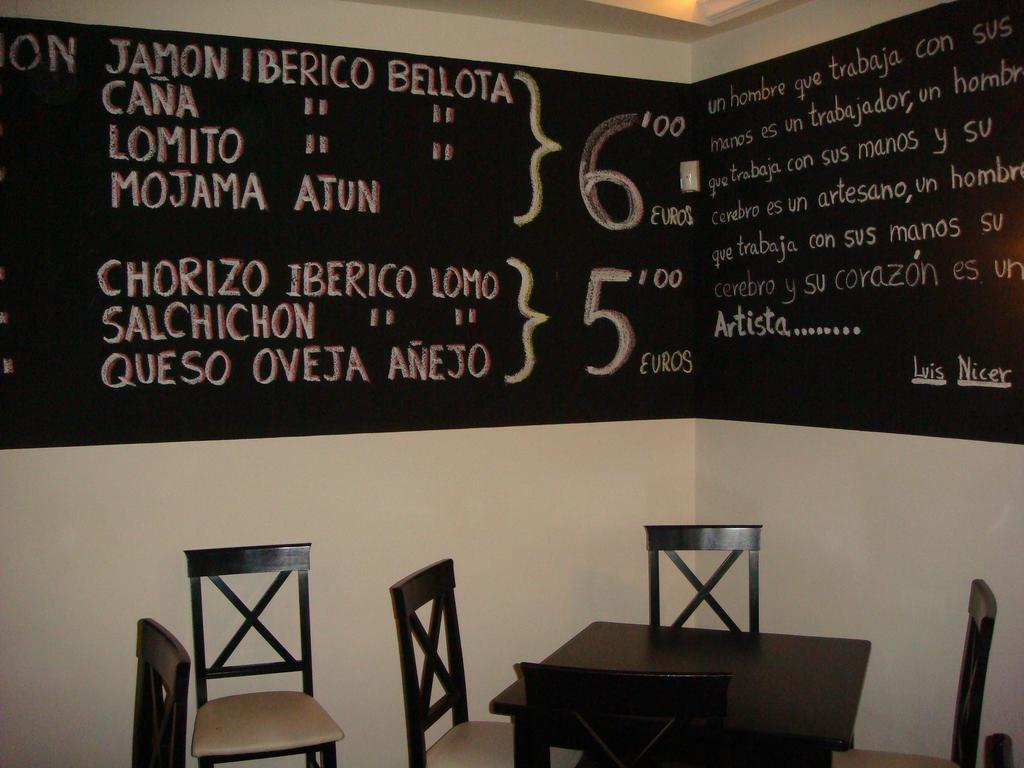 JAMON IBERICO BELLOTA
CAÑA " "
LOMITO " "
MOJAMA ATUN
6'00
EUROS
CHORIZO IBERICO LOMO
SALCHICHON " "
QUESO OVEJA AÑEJO
5'00
EUROS
un hombre que trabaja con sus
manos es un trabajador, un hombre
que trabaja con sus manos y su
cerebro es un artesano, un hombre
que trabaja con sus manos su
cerebro y su corazón es un
Artista.........
Luis Nicer